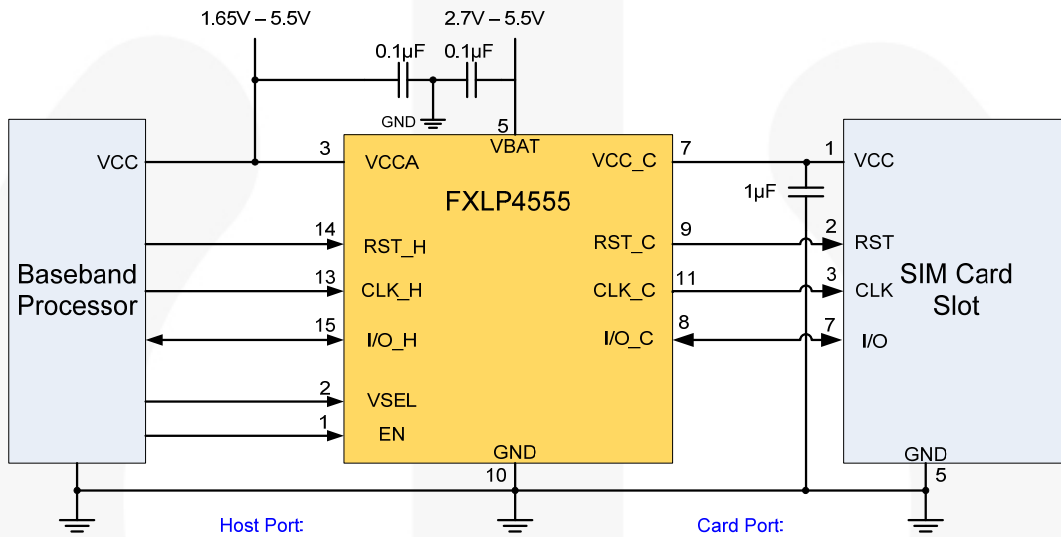 1.65V – 5.5V
2.7V – 5.5V
0.1µF
0.1µF
GND
5
VBAT
VCC
3
VCCA
VCC_C
7
1
VCC
FXLP4555
1µF
14
RST_H
RST_C
9
2
RST
Baseband
Processor
13
CLK_H
CLK_C
11
3
CLK
SIM Card
Slot
15
I/O_H
I/O_C
8
7
I/O
2
VSEL
1
EN
GND
10
GND
5
Host Port:
Card Port: